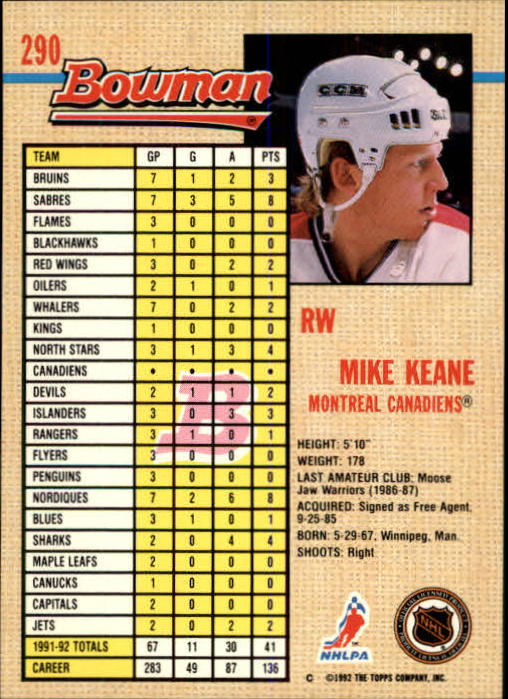 290
Bowman®
CCM
TEAM GP G A PTS
BRUINS 7 1 2 3
SABRES 7 3 5 8
FLAMES 3 0 0 0
BLACKHAWKS 1 0 0 0
RED WINGS 3 0 2 2
OILERS 2 1 0 1
WHALERS 7 0 2 2
KINGS 1 0 0 0
NORTH STARS 3 1 3 4
CANADIENS • • • •
DEVILS 2 1 1 2
ISLANDERS 3 0 3 3
RANGERS 3 1 0 1
FLYERS 3 0 0 0
PENGUINS 3 0 0 0
NORDIQUES 7 2 6 8
BLUES 3 1 0 1
SHARKS 2 0 4 4
MAPLE LEAFS 2 0 0 0
CANUCKS 1 0 0 0
CAPITALS 2 0 0 0
JETS 2 0 2 2
1991-92 TOTALS 67 11 30 41
CAREER 283 49 87 136
B
RW
MIKE KEANE
MONTREAL CANADIENS®
HEIGHT: 5'10"
WEIGHT: 178
LAST AMATEUR CLUB: Moose
Jaw Warriors (1986-87)
ACQUIRED: Signed as Free Agent,
9-25-85
BORN: 5-29-67, Winnipeg, Man.
SHOOTS: Right
NHLPA
NHL
C ©1992 THE TOPPS COMPANY, INC.